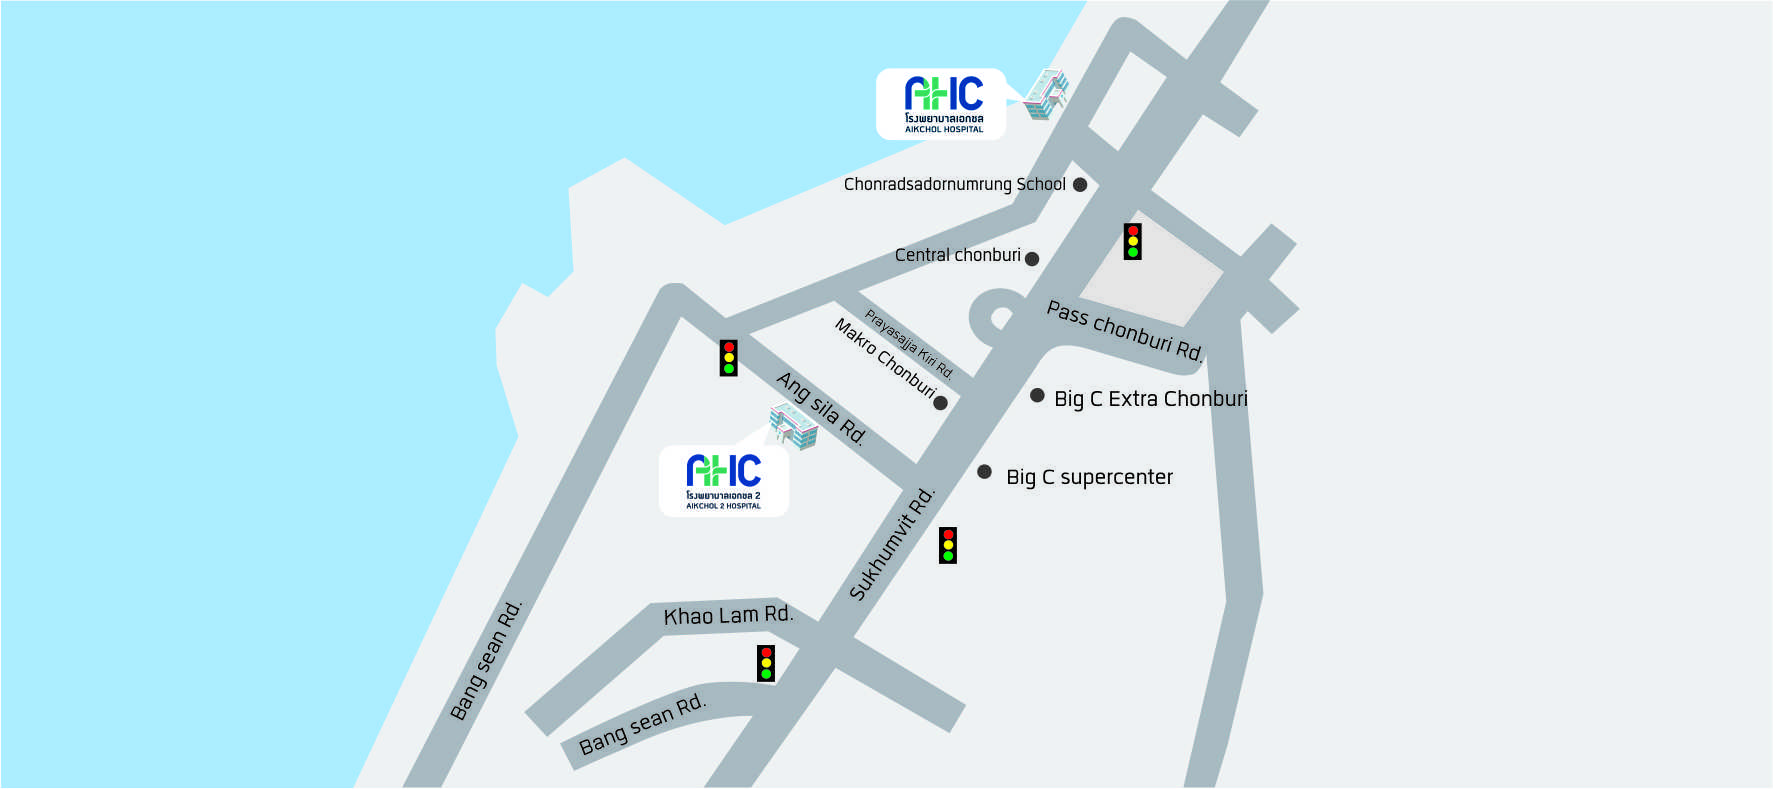 AHC
โรงพยาบาลเอกชล
AIKCHOL HOSPITAL
Chonradsadornumrung School
Central chonburi
Pass chonburi Rd.
Prayasajja Kiri Rd.
Makro Chonburi
Ang sila Rd.
Big C Extra Chonburi
AHC
โรงพยาบาลเอกชล 2
AIKCHOL 2 HOSPITAL
Big C supercenter
Sukhumvit Rd.
Khao Lam Rd.
Bang sean Rd.
Bang sean Rd.